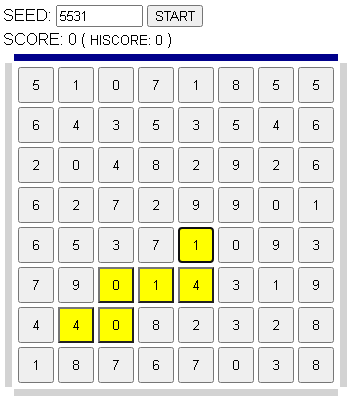 SEED: 5531 START
SCORE: 0 ( HISCORE: 0 )
5 1 0 7 1 8 5 5
6 4 3 5 3 5 4 6
2 0 4 8 2 9 2 6
6 2 7 2 9 9 0 1
6 5 3 7 1 0 9 3
7 9 0 1 4 3 1 9
4 4 0 8 2 3 2 8
1 8 7 6 7 0 3 8